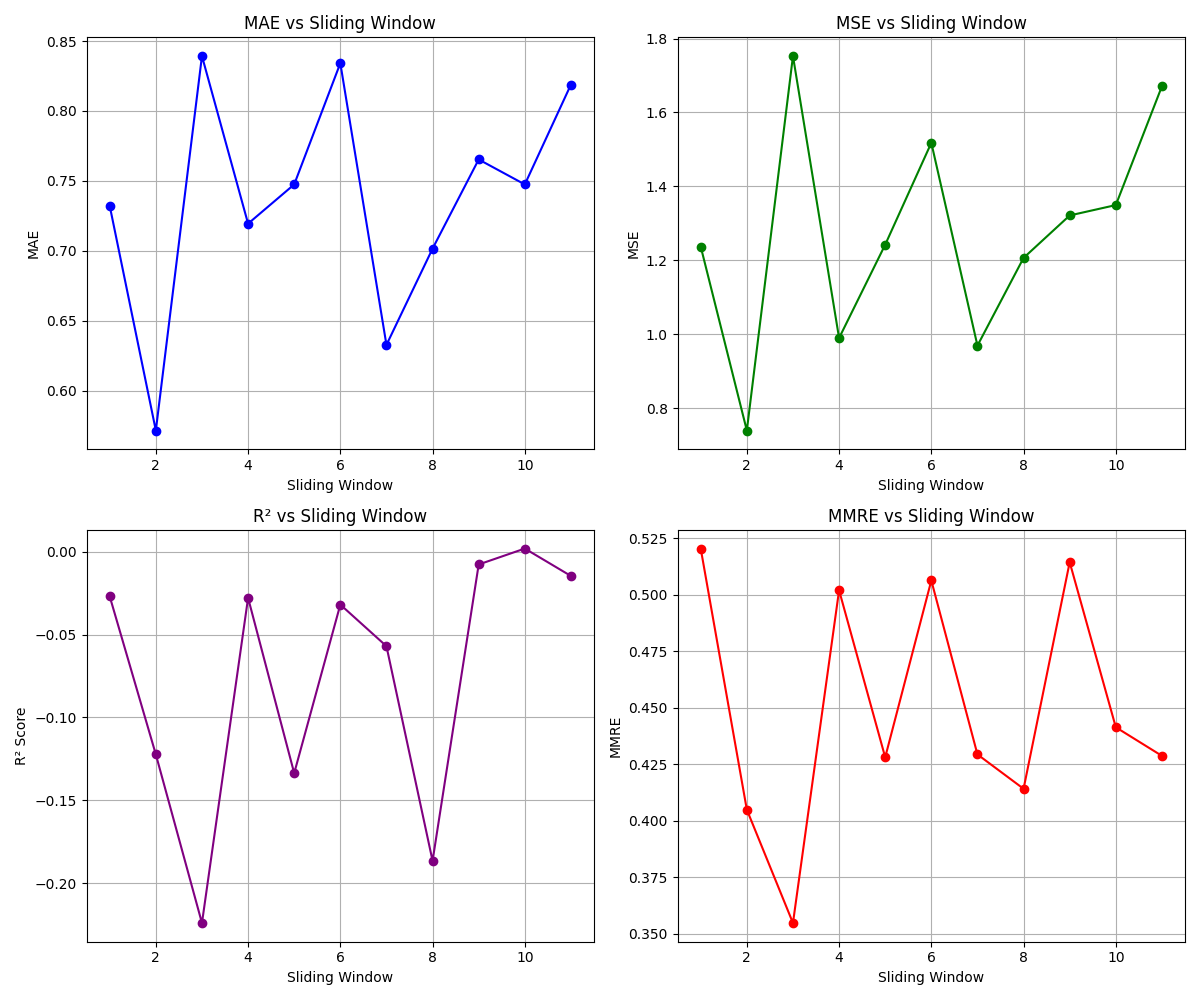 MAE vs Sliding Window
0.85
0.80
0.75
0.70
0.65
0.60
MAE
2 4 6 8 10
Sliding Window
MSE vs Sliding Window
1.8
1.6
1.4
1.2
1.0
0.8
MSE
2 4 6 8 10
Sliding Window
R² vs Sliding Window
0.00
−0.05
−0.10
−0.15
−0.20
R² Score
2 4 6 8 10
Sliding Window
MMRE vs Sliding Window
0.525
0.500
0.475
0.450
0.425
0.400
0.375
0.350
MMRE
2 4 6 8 10
Sliding Window